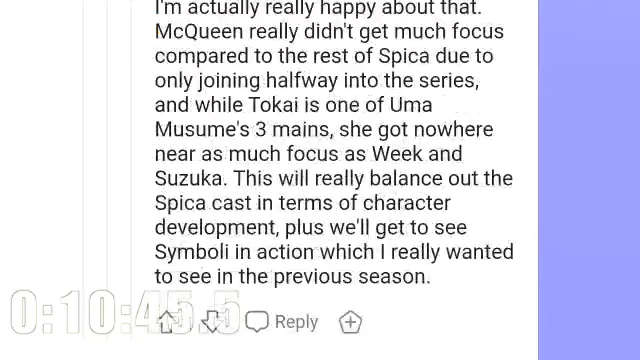 I'm actually really happy about that.
McQueen really didn't get much focus
compared to the rest of Spica due to
only joining halfway into the series,
and while Tokai is one of Uma
Musume's 3 mains, she got nowhere
near as much focus as Week and
Suzuka. This will really balance out the
Spica cast in terms of character
development, plus we'll get to see
Symboli in action which I really wanted
to see in the previous season.
0:10:45.5
Reply